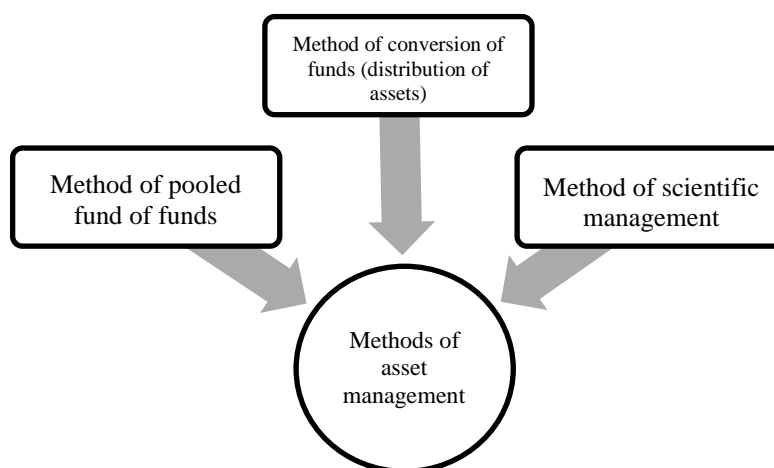 Method of conversion of
funds (distribution of
assets)
Method of pooled
fund of funds
Method of scientific
management
Methods of
asset
management